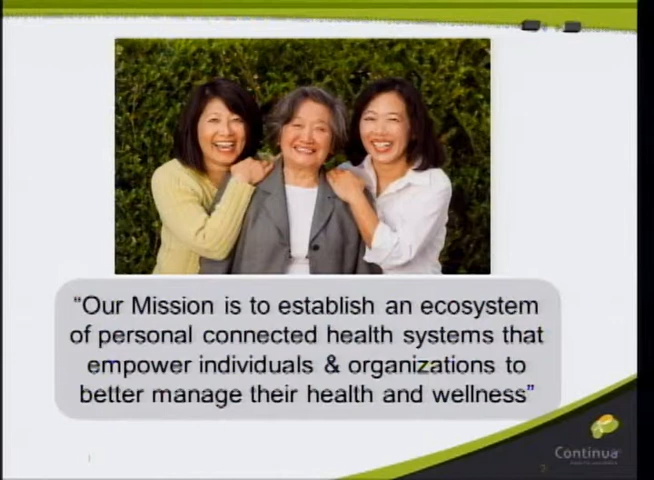 “Our Mission is to establish an ecosystem
of personal connected health systems that
empower individuals & organizations to
better manage their health and wellness”
Continua
2